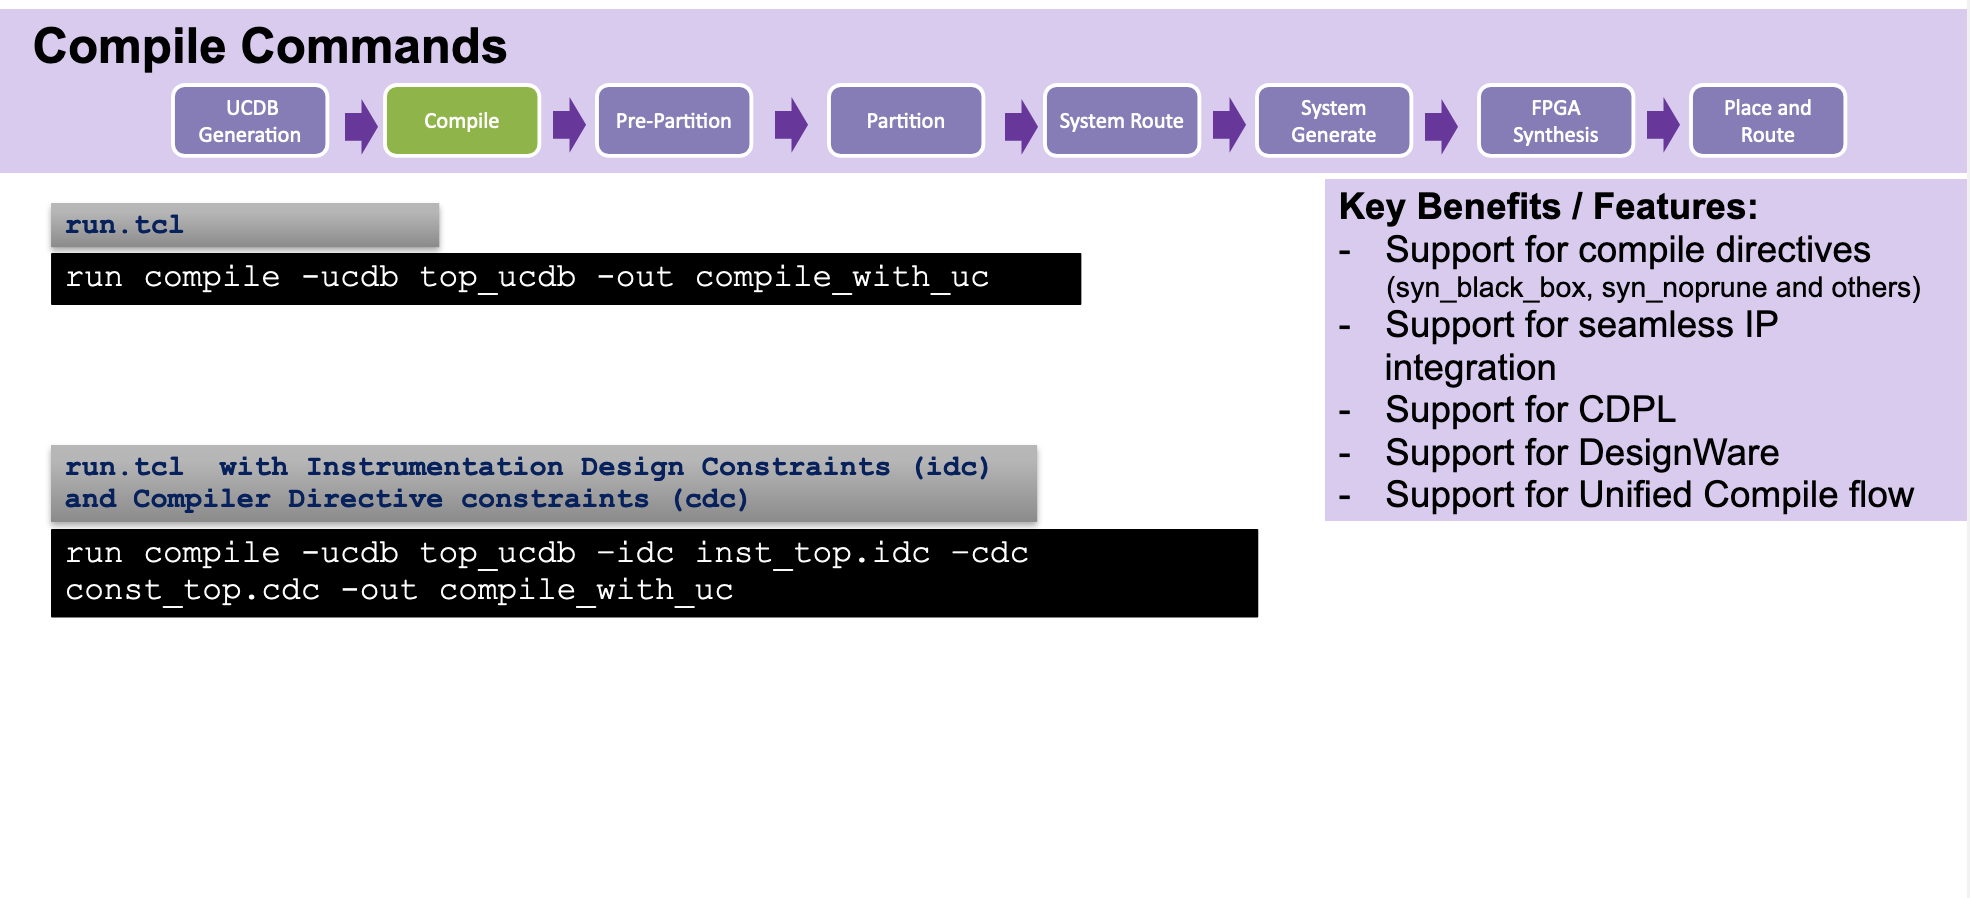 Compile Commands
UCDB
Generation
Compile
Pre-Partition
Partition
System Route
System
Generate
FPGA
Synthesis
Place and
Route
run.tcl
run compile -ucdb top_ucdb -out compile_with_uc
run.tcl  with Instrumentation Design Constraints (idc)
and Compiler Directive constraints (cdc)
run compile -ucdb top_ucdb –idc inst_top.idc –cdc
const_top.cdc -out compile_with_uc
Key Benefits / Features:
- Support for compile directives
(syn_black_box, syn_noprune and others)
- Support for seamless IP
integration
- Support for CDPL
- Support for DesignWare
- Support for Unified Compile flow